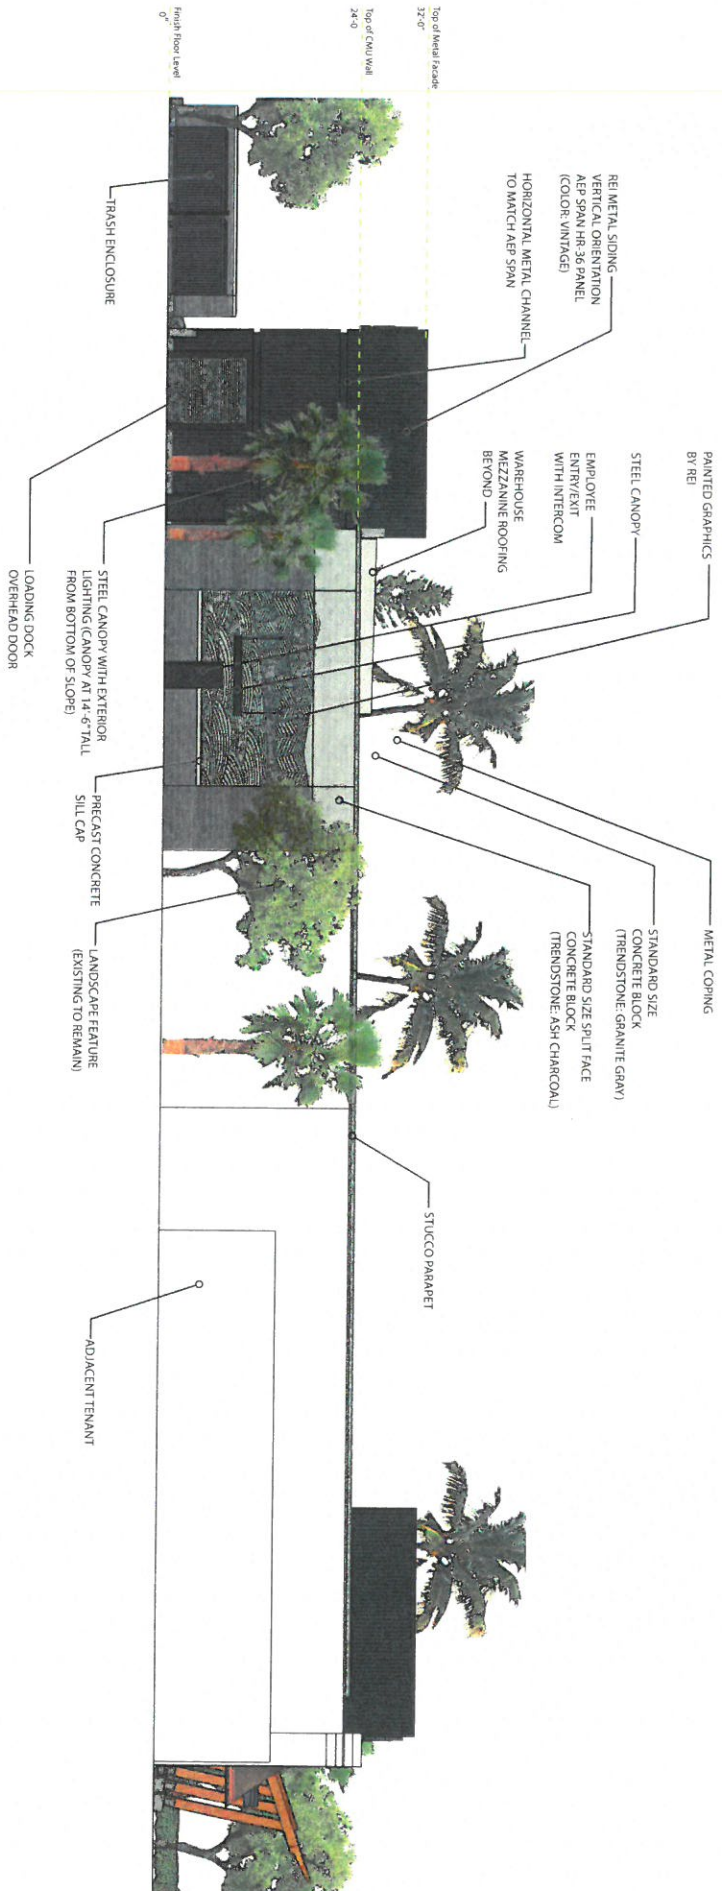 Top of Metal Facade
32'-0"
Top of CMU Wall
24'-0
Finish Floor Level
0"
REI METAL SIDING
VERTICAL ORIENTATION
AEP SPAN HR-36 PANEL
(COLOR: VINTAGE)
HORIZONTAL METAL CHANNEL
TO MATCH AEP SPAN
TRASH ENCLOSURE
PAINTED GRAPHICS
BY REI
STEEL CANOPY
EMPLOYEE
ENTRY/EXIT
WITH INTERCOM
WAREHOUSE
MEZZANINE ROOFING
BEYOND
STEEL CANOPY WITH EXTERIOR
LIGHTING (CANOPY AT 14'-6" TALL
FROM BOTTOM OF SLOPE)
LOADING DOCK
OVERHEAD DOOR
METAL COPING
STANDARD SIZE
CONCRETE BLOCK
(TRENDSTONE: GRANITE GRAY)
STANDARD SIZE SPLIT FACE
CONCRETE BLOCK
(TRENDSTONE: ASH CHARCOAL)
PRECAST CONCRETE
SILL CAP
LANDSCAPE FEATURE
(EXISTING TO REMAIN)
STUCCO PARAPET
ADJACENT TENANT